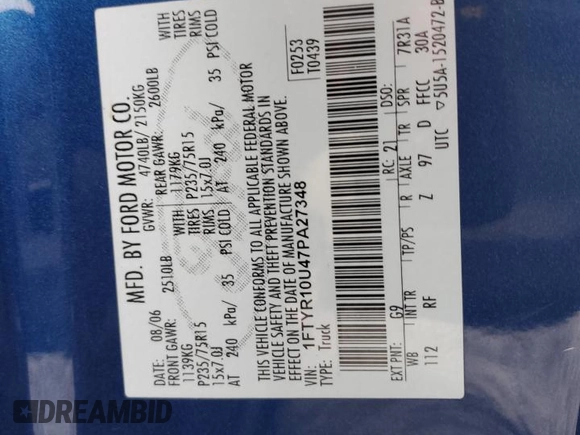 MFD. BY FORD MOTOR CO.
DATE: 08/06 GVWR: 4740LB/ 2150KG
FRONT GAWR: 2510LB REAR GAWR: 2600LB
1139KG WITH 1179KG WITH
P235/75R15 TIRES P235/75R15 TIRES
15x7.0J RIMS 15x7.0J RIMS
AT 240 kPa/ 35 PSI COLD AT 240 kPa/ 35 PSI COLD
THIS VEHICLE CONFORMS TO ALL APPLICABLE FEDERAL MOTOR
VEHICLE SAFETY AND THEFT PREVENTION STANDARDS IN
EFFECT ON THE DATE OF MANUFACTURE SHOWN ABOVE.
VIN: 1FTYR10U47PA27348 F0253
TYPE: Truck T0439
EXT PNT: G9 RC: 21 DSO:
WB INT TR TP/PS R AXLE TR SPR 7R31A
112 RF Z 97 D FFCC 30A
UTC ▽5U5A-1520472-B
DREAMBID